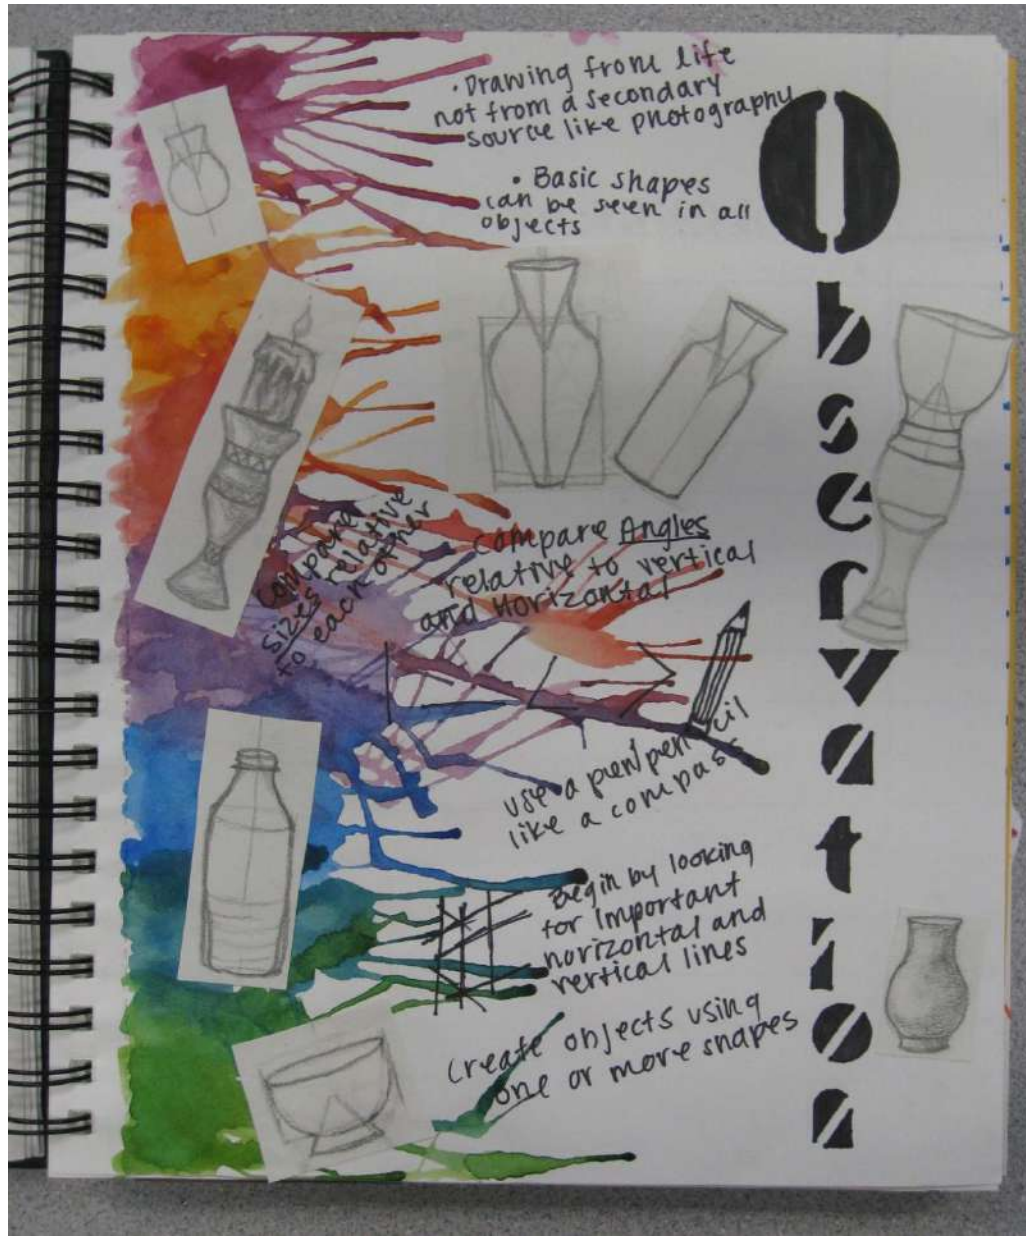 • Drawing from life
not from a secondary
source like photography
• Basic shapes
can be seen in all
objects
Observation
compare
sizes relative
to each other
compare Angles
relative to vertical
and Horizontal
use a pen/pencil
like a compass
Begin by looking
for important
horizontal and
vertical lines
Create objects using
one or more shapes